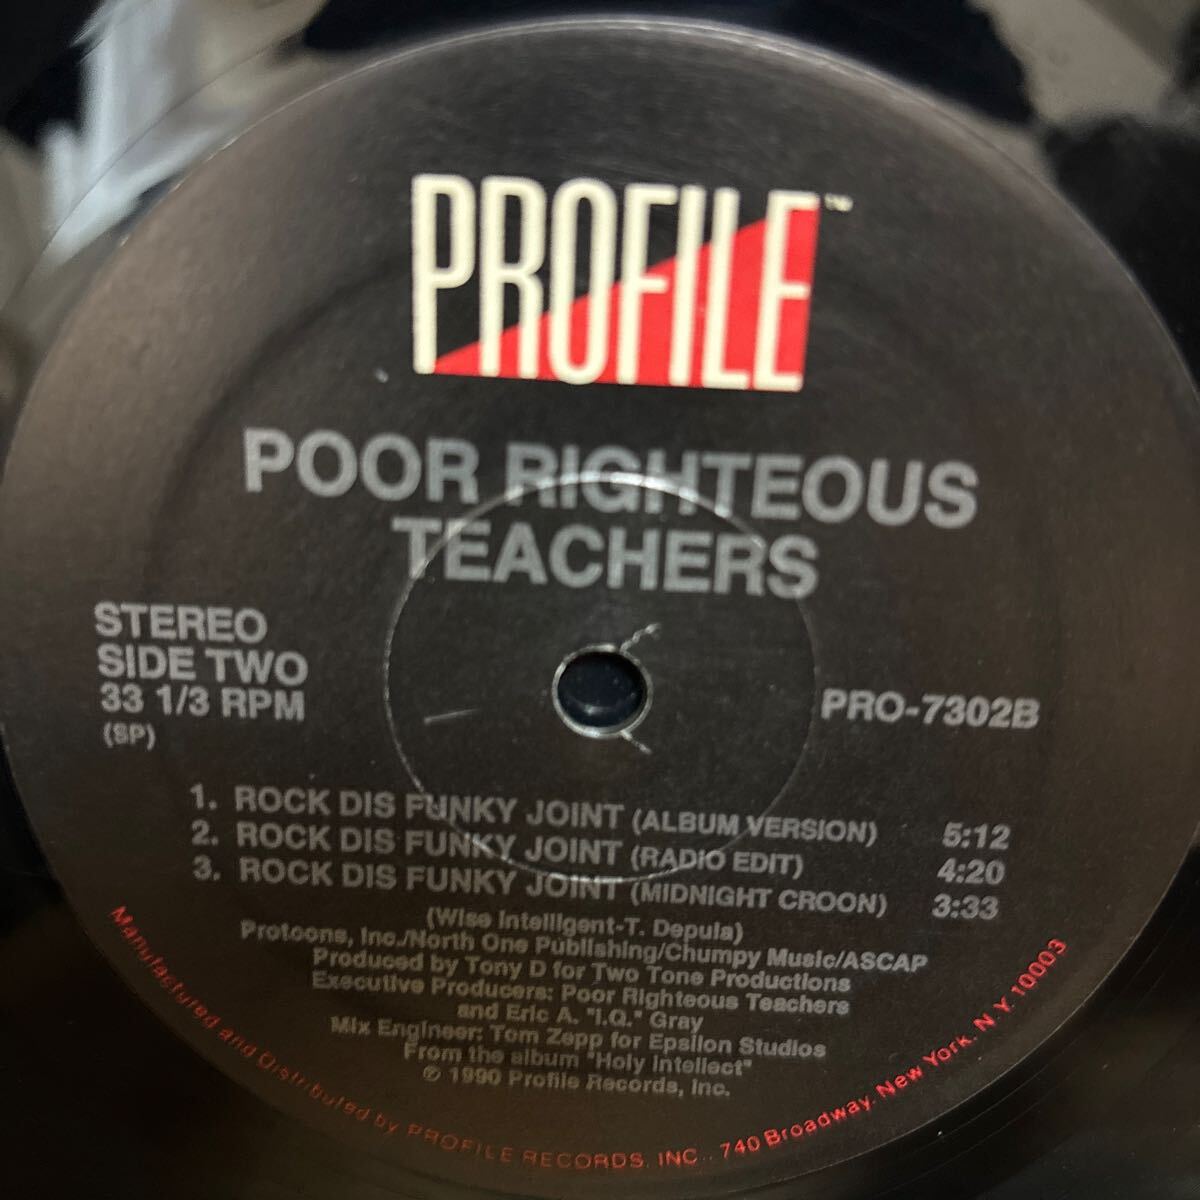 PROFILE™
POOR RIGHTEOUS
TEACHERS
STEREO
SIDE TWO
33 1/3 RPM
(SP)
PRO-7302B
1. ROCK DIS FUNKY JOINT (ALBUM VERSION) 5:12
2. ROCK DIS FUNKY JOINT (RADIO EDIT) 4:20
3. ROCK DIS FUNKY JOINT (MIDNIGHT CROON) 3:33
(Wise Intelligent-T. Depula)
Protoons, Inc./North One Publishing/Chumpy Music/ASCAP
Produced by Tony D for Two Tone Productions
Executive Producers: Poor Righteous Teachers
and Eric A. "I.Q." Gray
Mix Engineer: Tom Zepp for Epsilon Studios
From the album "Holy Intellect"
℗ 1990 Profile Records, Inc.
Manufactured and Distributed by PROFILE RECORDS, INC., 740 Broadway, New York, N.Y. 10003